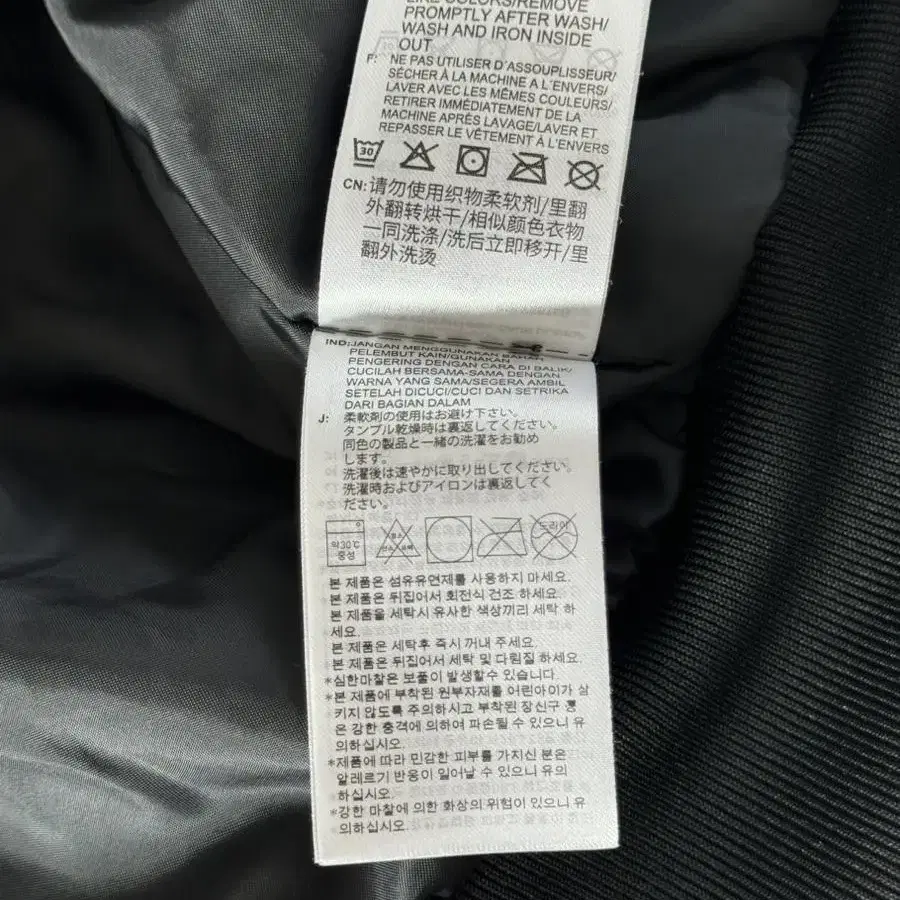 LIKE COLORS/REMOVE
PROMPTLY AFTER WASH/
WASH AND IRON INSIDE
OUT
F: NE PAS UTILISER D'ASSOUPLISSEUR/
SÉCHER À LA MACHINE A L'ENVERS/
LAVER AVEC LES MÊMES COULEURS/
RETIRER IMMÉDIATEMENT DE LA
MACHINE APRÈS LAVAGE/LAVER ET
REPASSER LE VÊTEMENT À L'ENVERS
30
CN:请勿使用织物柔软剂/里翻
外翻转烘干/相似颜色衣物
一同洗涤/洗后立即移开/里
翻外洗烫
IND:JANGAN MENGGUNAKAN BAHAN
PELEMBUT KAIN/GUNAKAN
PENGERING DENGAN CARA DI BALIK/
CUCILAH BERSAMA-SAMA DENGAN
WARNA YANG SAMA/SEGERA AMBIL
SETELAH DICUCI/CUCI DAN SETRIKA
DARI BAGIAN DALAM
J: 柔軟剤の使用はお避け下さい。
タンブル乾燥時は裏返してください。
同色の製品と一緒の洗濯をお勧め
します。
洗濯後は速やかに取り出してください。
洗濯時およびアイロンは裏返してく
ださい。
약30℃
중성
드라이
본 제품은 섬유유연제를 사용하지 마세요.
본 제품은 뒤집어서 회전식 건조 하세요.
본 제품을 세탁시 유사한 색상끼리 세탁 하
세요.
본 제품은 세탁후 즉시 꺼내 주세요.
본 제품은 뒤집어서 세탁 및 다림질 하세요.
*심한마찰은 보풀이 발생할수 있습니다.
*본 제품에 부착된 원부자재를 어린아이가 삼
키지 않도록 주의하시고 부착된 장신구 혹
은 강한 충격에 의하여 파손될 수 있으니 유
의하십시오.
*제품에 따라 민감한 피부를 가지신 분은
알레르기 반응이 일어날 수 있으니 유의
하십시오.
*강한 마찰에 의한 화상의 위험이 있으니 유
의하십시오.